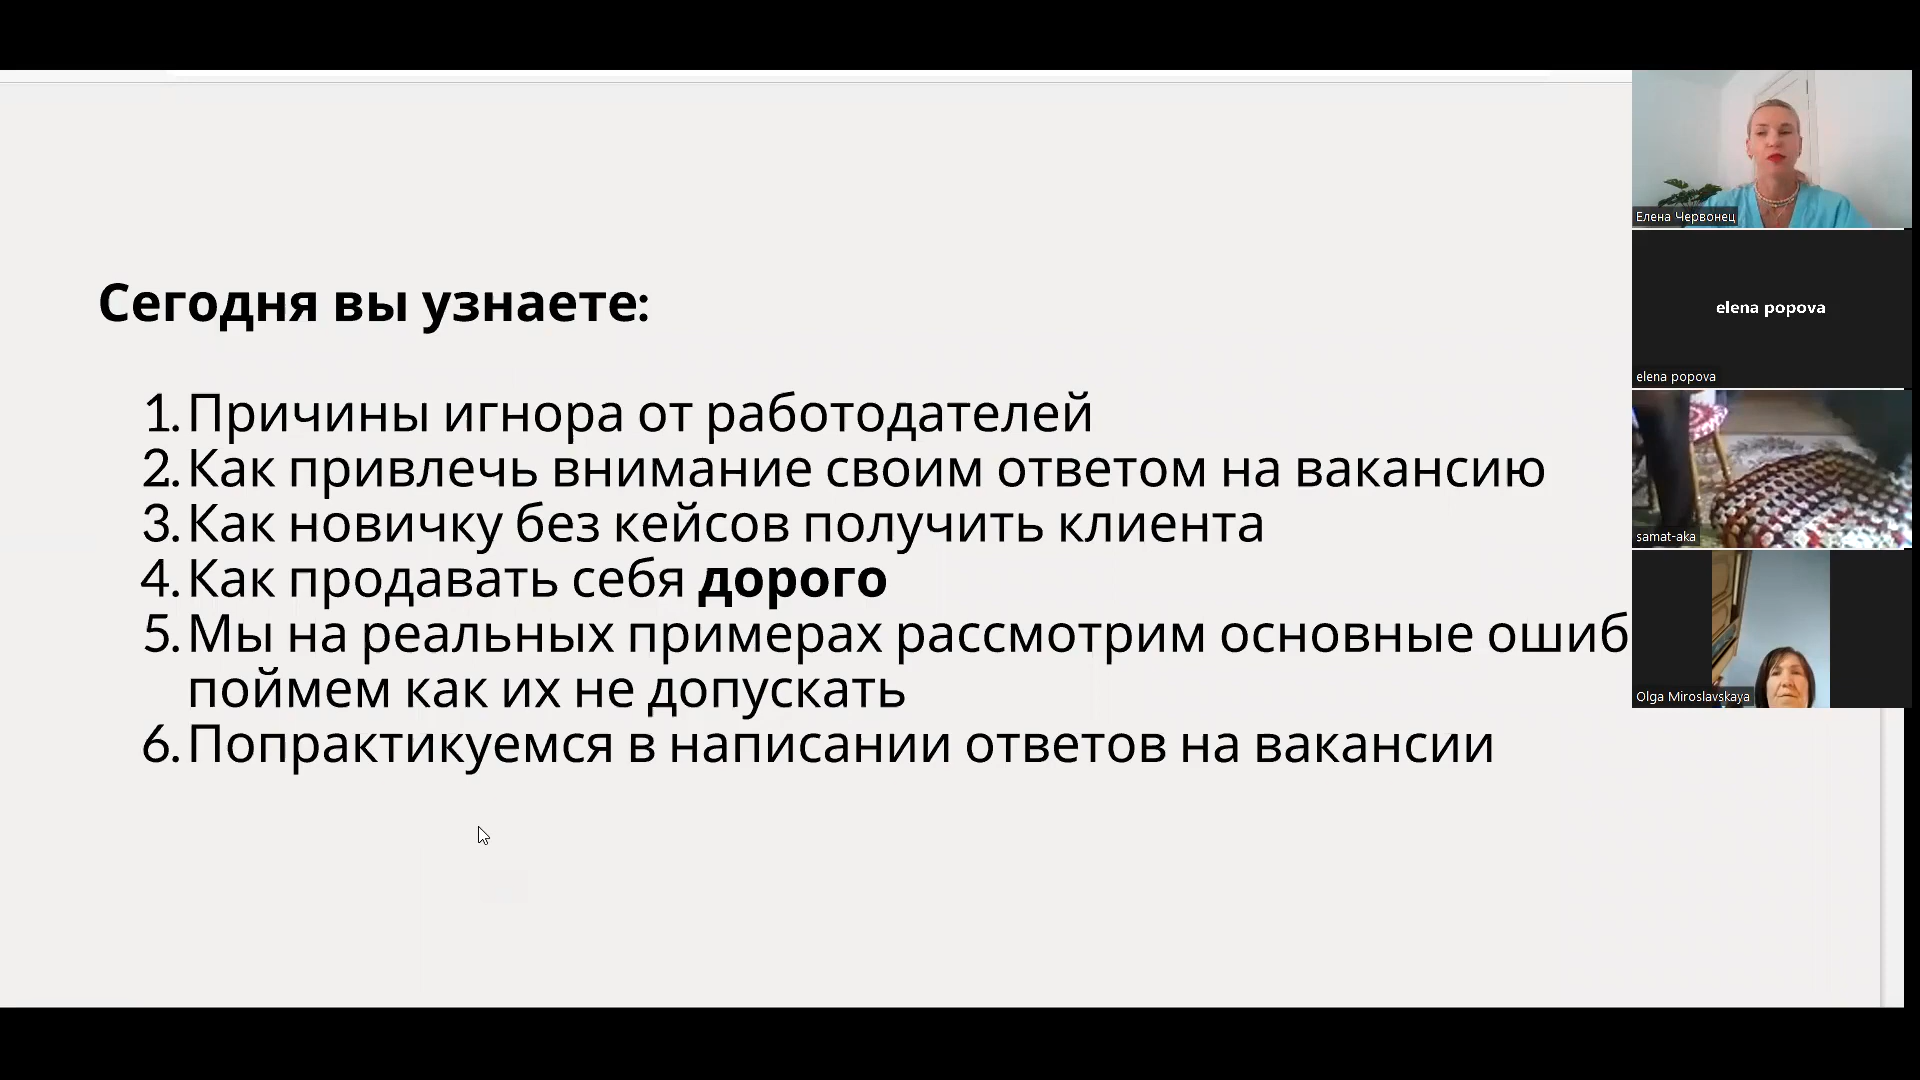 Сегодня вы узнаете:
1. Причины игнора от работодателей
2. Как привлечь внимание своим ответом на вакансию
3. Как новичку без кейсов получить клиента
4. Как продавать себя дорого
5. Мы на реальных примерах рассмотрим основные
поймем как их не допускать
6. Попрактикуемся в написании ответов на вакансии
Елена Червонец
elena popova
elena popova
samat-aka
Olga Miroslavskaya